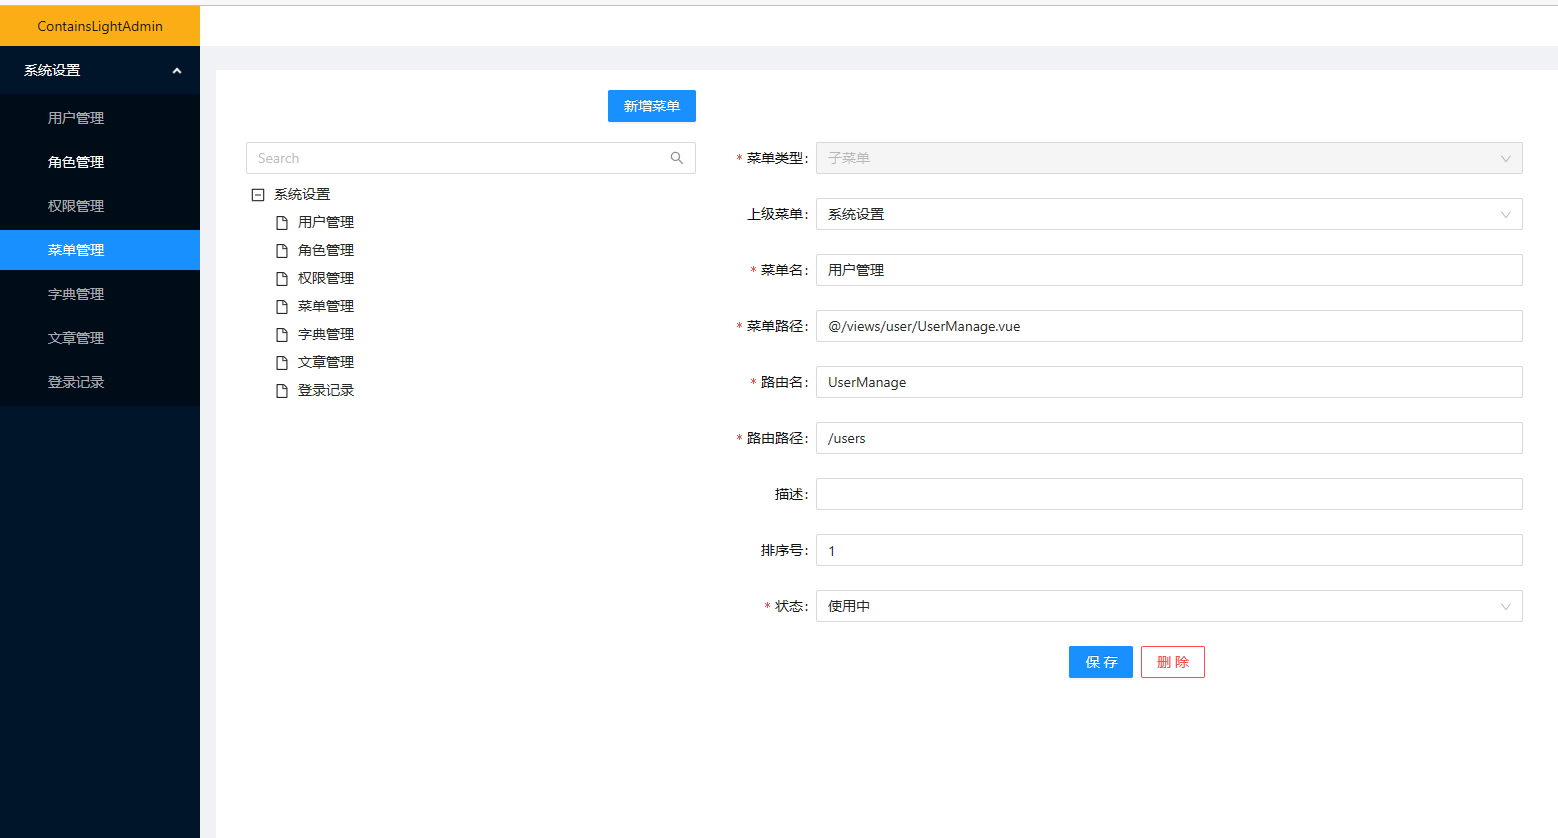 ContainsLightAdmin
系统设置
用户管理
角色管理
权限管理
菜单管理
字典管理
文章管理
登录记录
新增菜单
Search
系统设置
用户管理
角色管理
权限管理
菜单管理
字典管理
文章管理
登录记录
* 菜单类型: 子菜单
上级菜单: 系统设置
* 菜单名: 用户管理
* 菜单路径: @/views/user/UserManage.vue
* 路由名: UserManage
* 路由路径: /users
描述:
排序号: 1
* 状态: 使用中
保 存 删 除